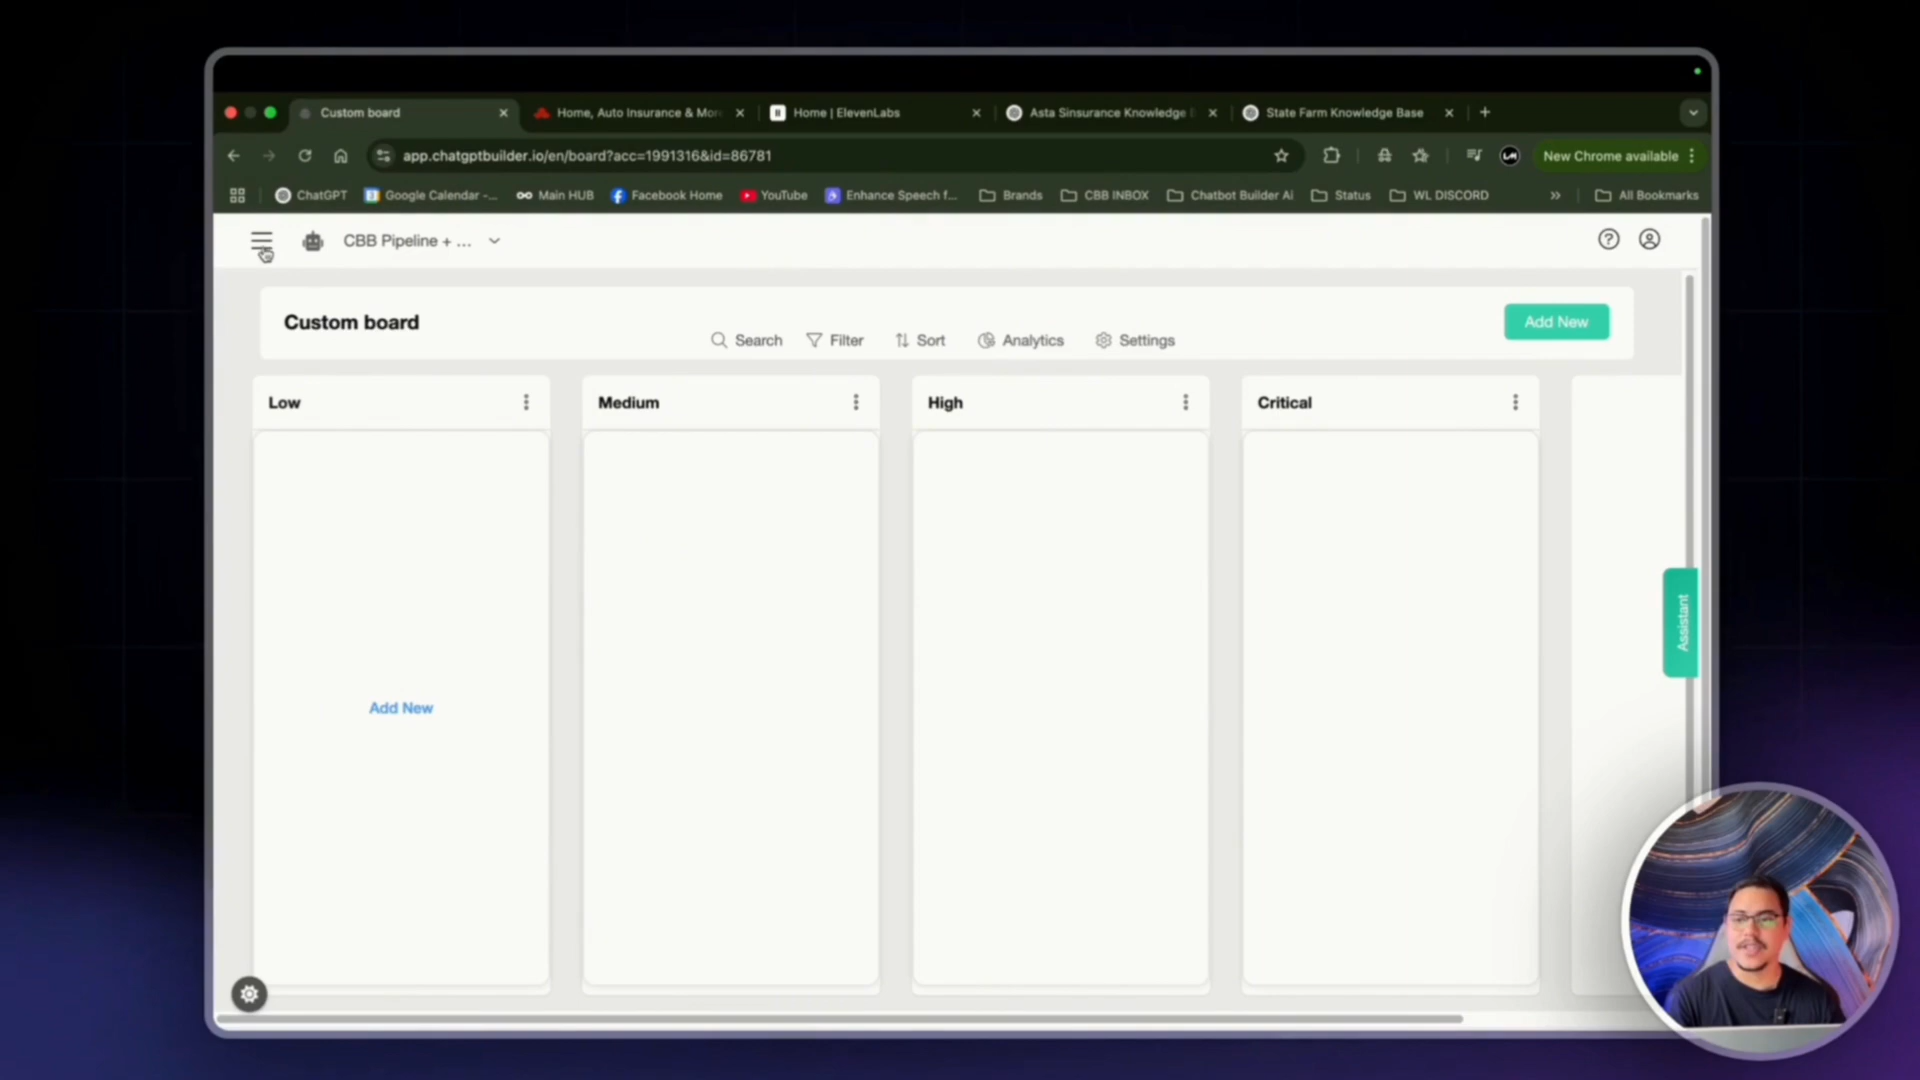 Custom board
Home, Auto Insurance & Mor
Home | ElevenLabs
Asta Sinsurance Knowledge
State Farm Knowledge Base
app.chatgptbuilder.io/en/board?acc=1991316&id=86781
New Chrome available
ChatGPT
Google Calendar -...
Main HUB
Facebook Home
YouTube
Enhance Speech f...
Brands
CBB INBOX
Chatbot Builder Ai
Status
WL DISCORD
»
All Bookmarks
CBB Pipeline + ...
Custom board
Search
Filter
Sort
Analytics
Settings
Add New
Low
Medium
High
Critical
Add New
Assistant